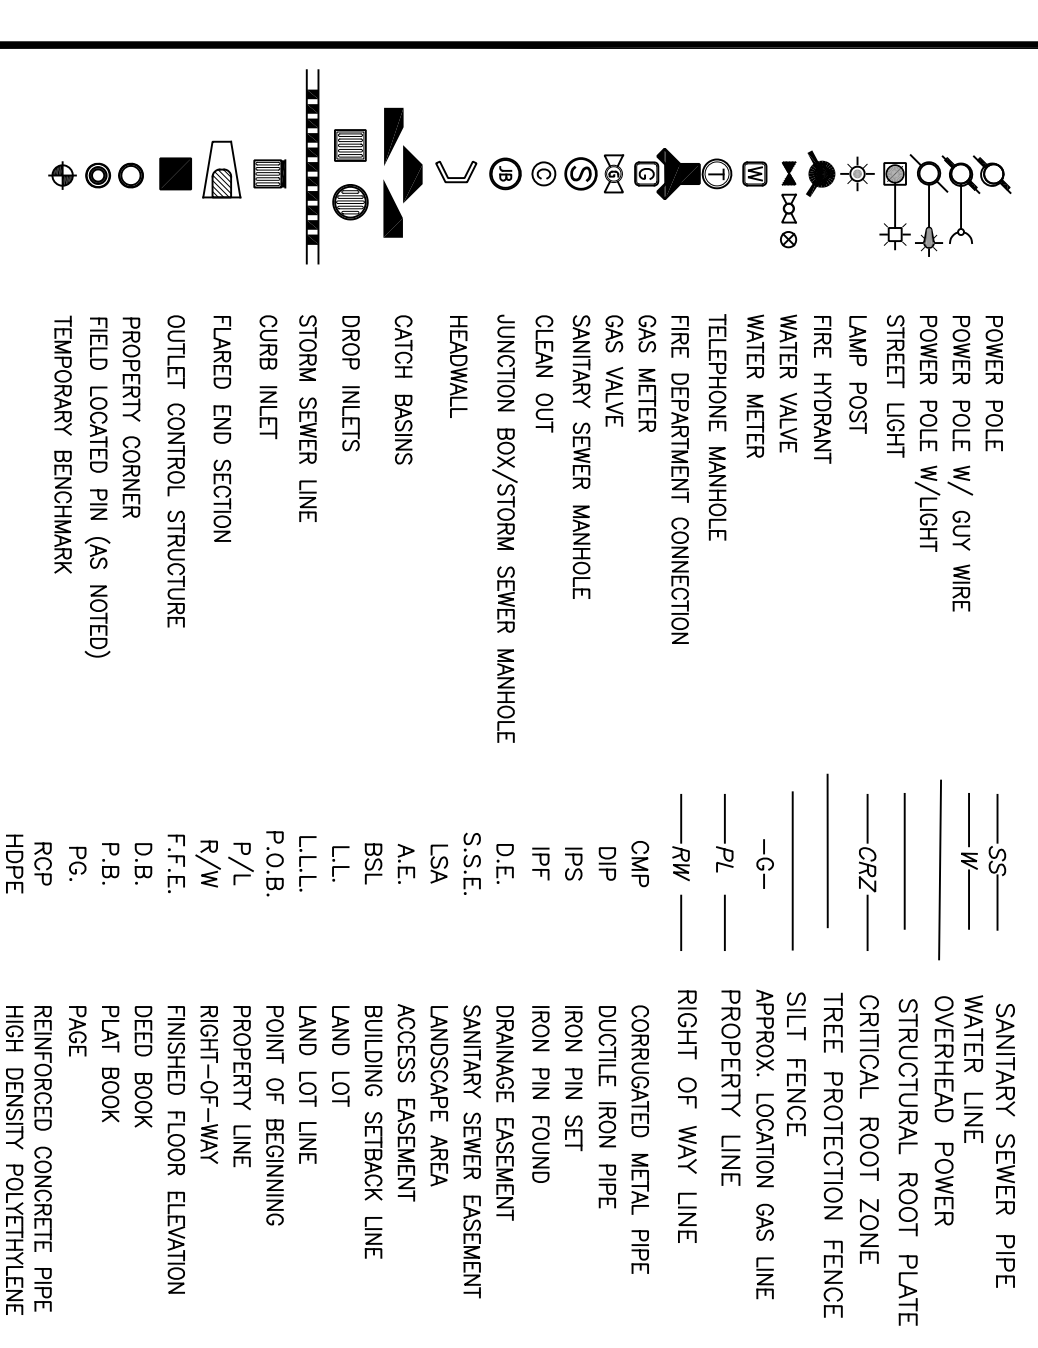 POWER POLE
POWER POLE W/ GUY WIRE
POWER POLE W/LIGHT
STREET LIGHT
LAMP POST
FIRE HYDRANT
WATER VALVE
W WATER METER
T TELEPHONE MANHOLE
FIRE DEPARTMENT CONNECTION
G GAS METER
G GAS VALVE
S SANITARY SEWER MANHOLE
C CLEAN OUT
JB JUNCTION BOX/STORM SEWER MANHOLE
HEADWALL
CATCH BASINS
DROP INLETS
STORM SEWER LINE
CURB INLET
FLARED END SECTION
OUTLET CONTROL STRUCTURE
PROPERTY CORNER
FIELD LOCATED PIN (AS NOTED)
TEMPORARY BENCHMARK
SS SANITARY SEWER PIPE
W WATER LINE
OVERHEAD POWER
STRUCTURAL ROOT PLATE
CRZ CRITICAL ROOT ZONE
TREE PROTECTION FENCE
SILT FENCE
G APPROX. LOCATION GAS LINE
PL PROPERTY LINE
RW RIGHT OF WAY LINE
CMP CORRUGATED METAL PIPE
DIP DUCTILE IRON PIPE
IPS IRON PIN SET
IPF IRON PIN FOUND
D.E. DRAINAGE EASEMENT
S.S.E. SANITARY SEWER EASEMENT
LSA LANDSCAPE AREA
A.E. ACCESS EASEMENT
BSL BUILDING SETBACK LINE
L.L. LAND LOT
L.L.L. LAND LOT LINE
P.O.B. POINT OF BEGINNING
P/L PROPERTY LINE
R/W RIGHT-OF-WAY
F.F.E. FINISHED FLOOR ELEVATION
D.B. DEED BOOK
P.B. PLAT BOOK
PG. PAGE
RCP REINFORCED CONCRETE PIPE
HDPE HIGH DENSITY POLYETHYLENE